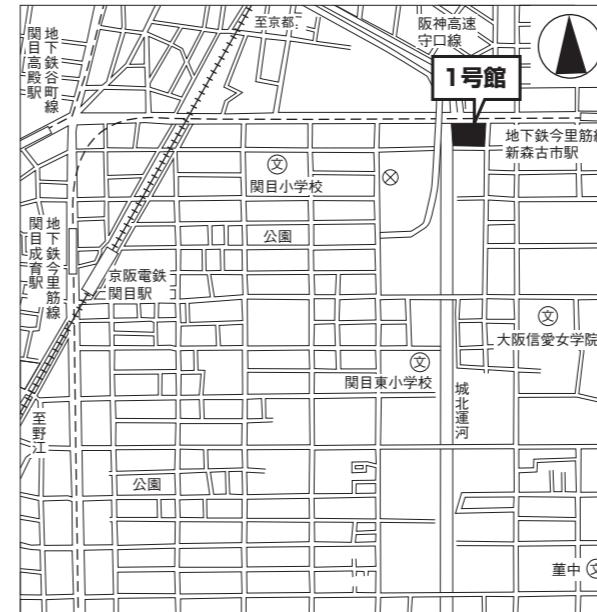 至京都
阪神高速
守口線
地下鉄谷町線
関目高殿駅
1号館
地下鉄今里筋線
新森古市駅
文
関目小学校
公園
地下鉄今里筋線
関目成育駅
京阪電鉄
関目駅
文
大阪信愛女学院
文
関目東小学校
城北運河
至野江
公園
菫中
文